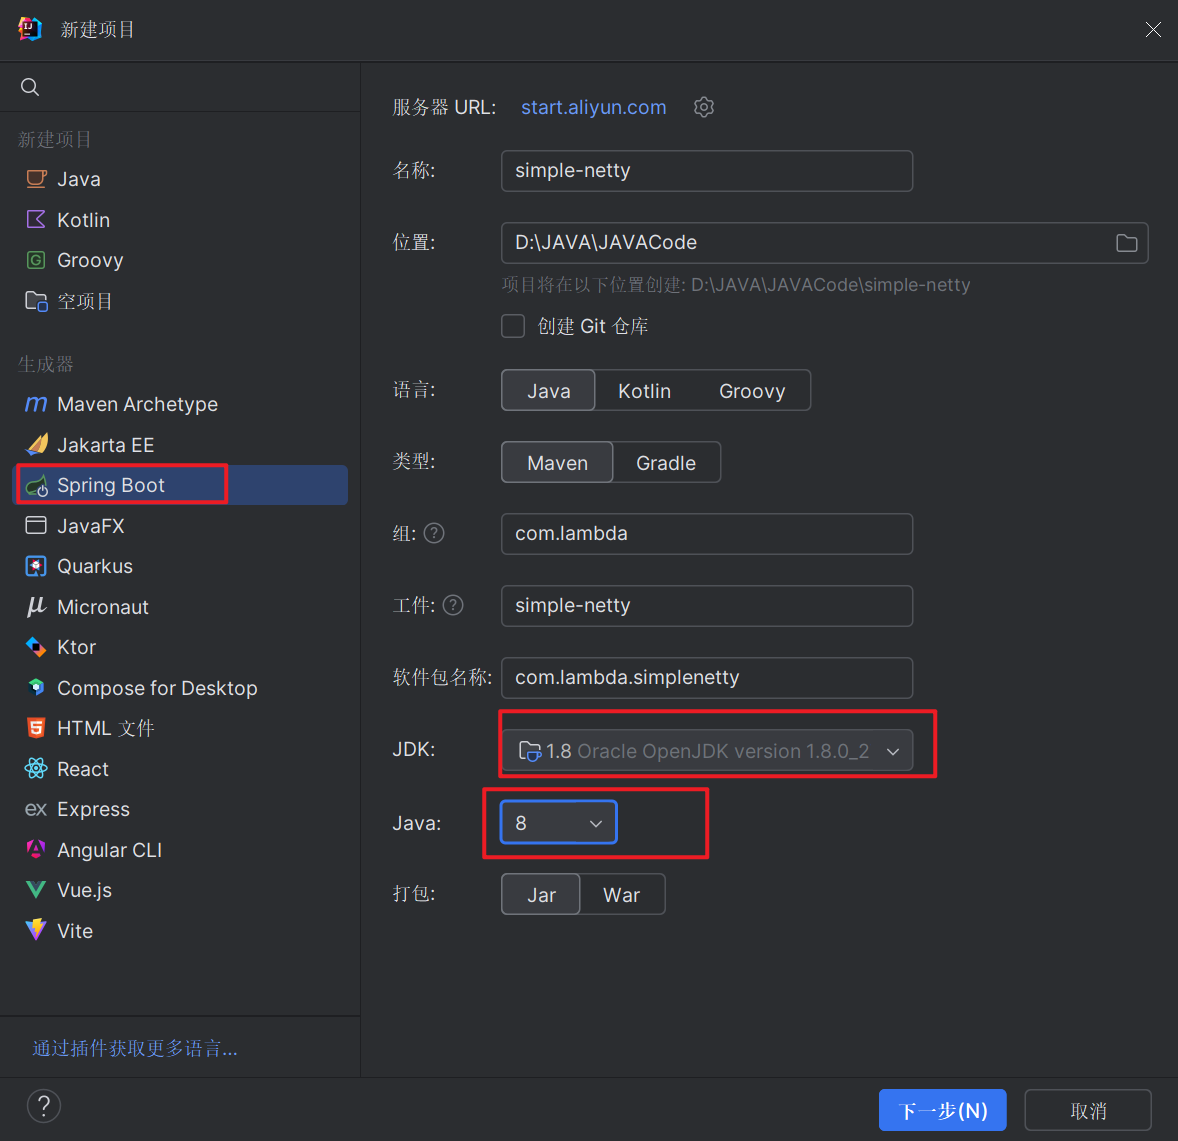 新建项目
新建项目
Java
Kotlin
Groovy
空项目
生成器
Maven Archetype
Jakarta EE
Spring Boot
JavaFX
Quarkus
Micronaut
Ktor
Compose for Desktop
HTML 文件
React
ex Express
Angular CLI
Vue.js
Vite
通过插件获取更多语言...
服务器 URL: start.aliyun.com
名称: simple-netty
位置: D:\JAVA\JAVACode
项目将在以下位置创建: D:\JAVA\JAVACode\simple-netty
创建 Git 仓库
语言: Java Kotlin Groovy
类型: Maven Gradle
组: ? com.lambda
工件: ? simple-netty
软件包名称: com.lambda.simplenetty
JDK: 1.8 Oracle OpenJDK version 1.8.0_2
Java: 8
打包: Jar War
? 下一步(N) 取消